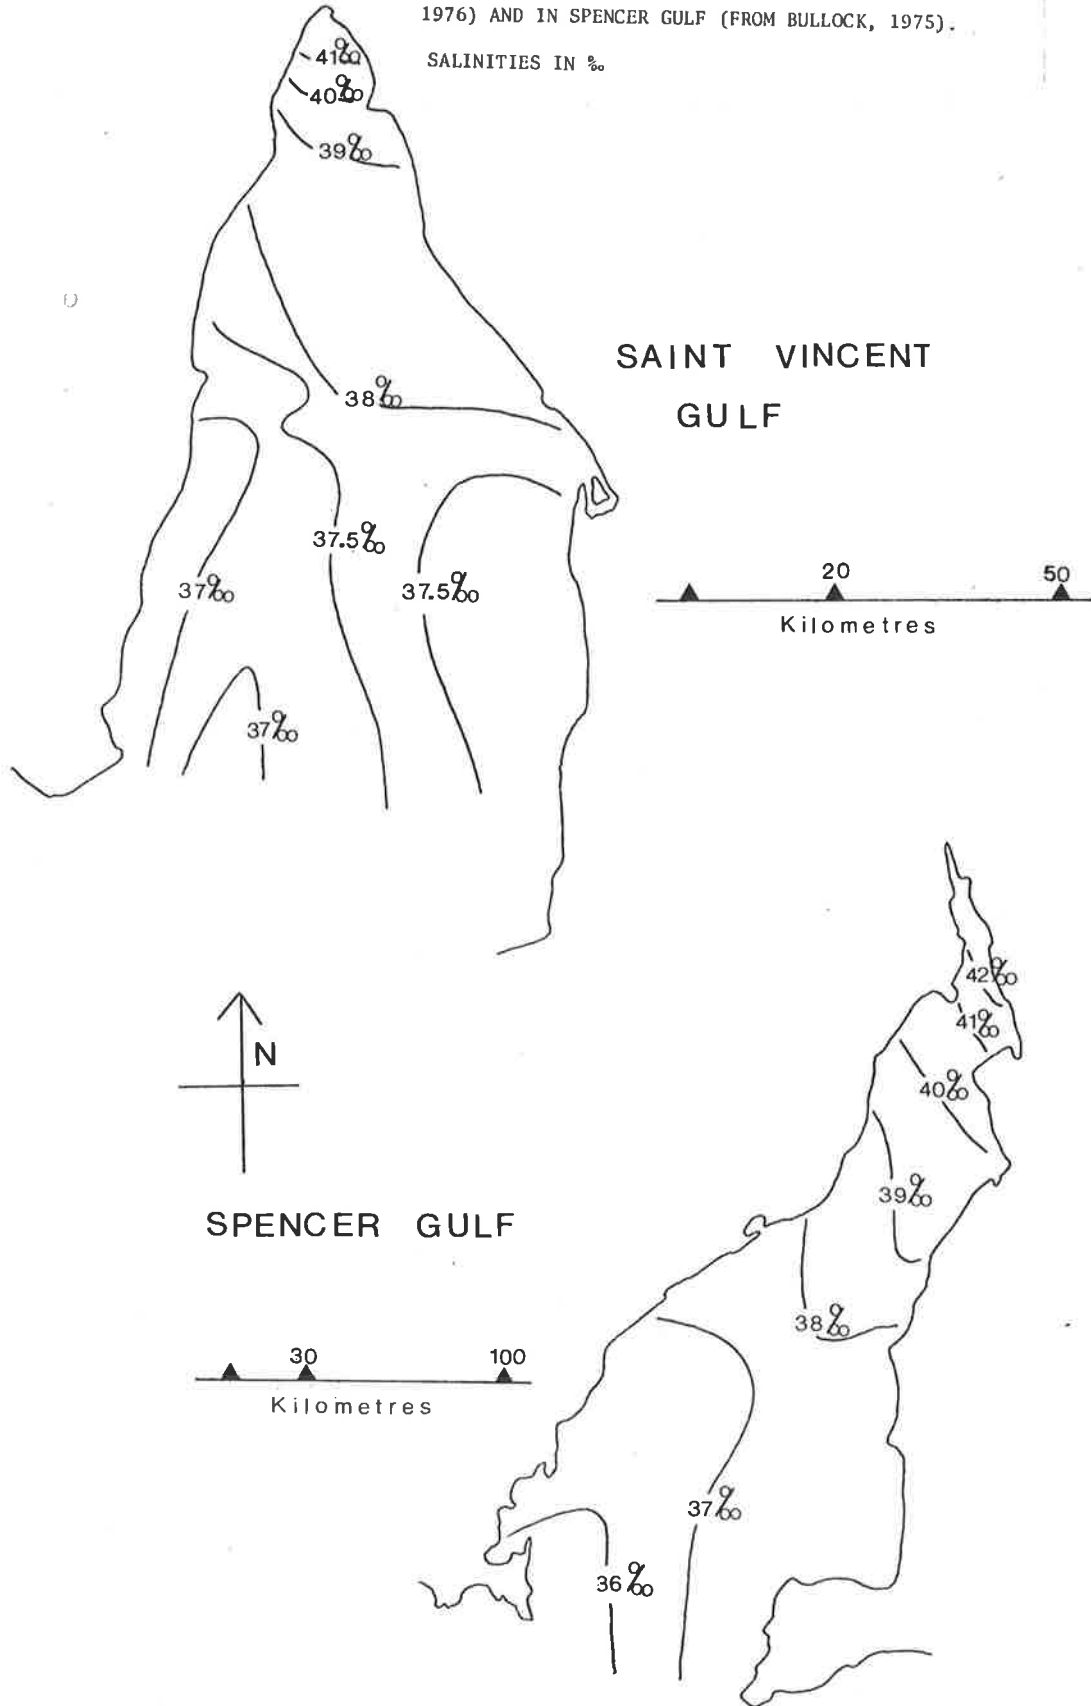 1976) AND IN SPENCER GULF (FROM BULLOCK, 1975).
SALINITIES IN ‰
41‰
40‰
39‰
SAINT VINCENT
GULF
38‰
37.5‰
37‰
37.5‰
20
50
Kilometres
37‰
42‰
41‰
N
40‰
39‰
SPENCER GULF
38‰
30
100
Kilometres
37‰
36‰